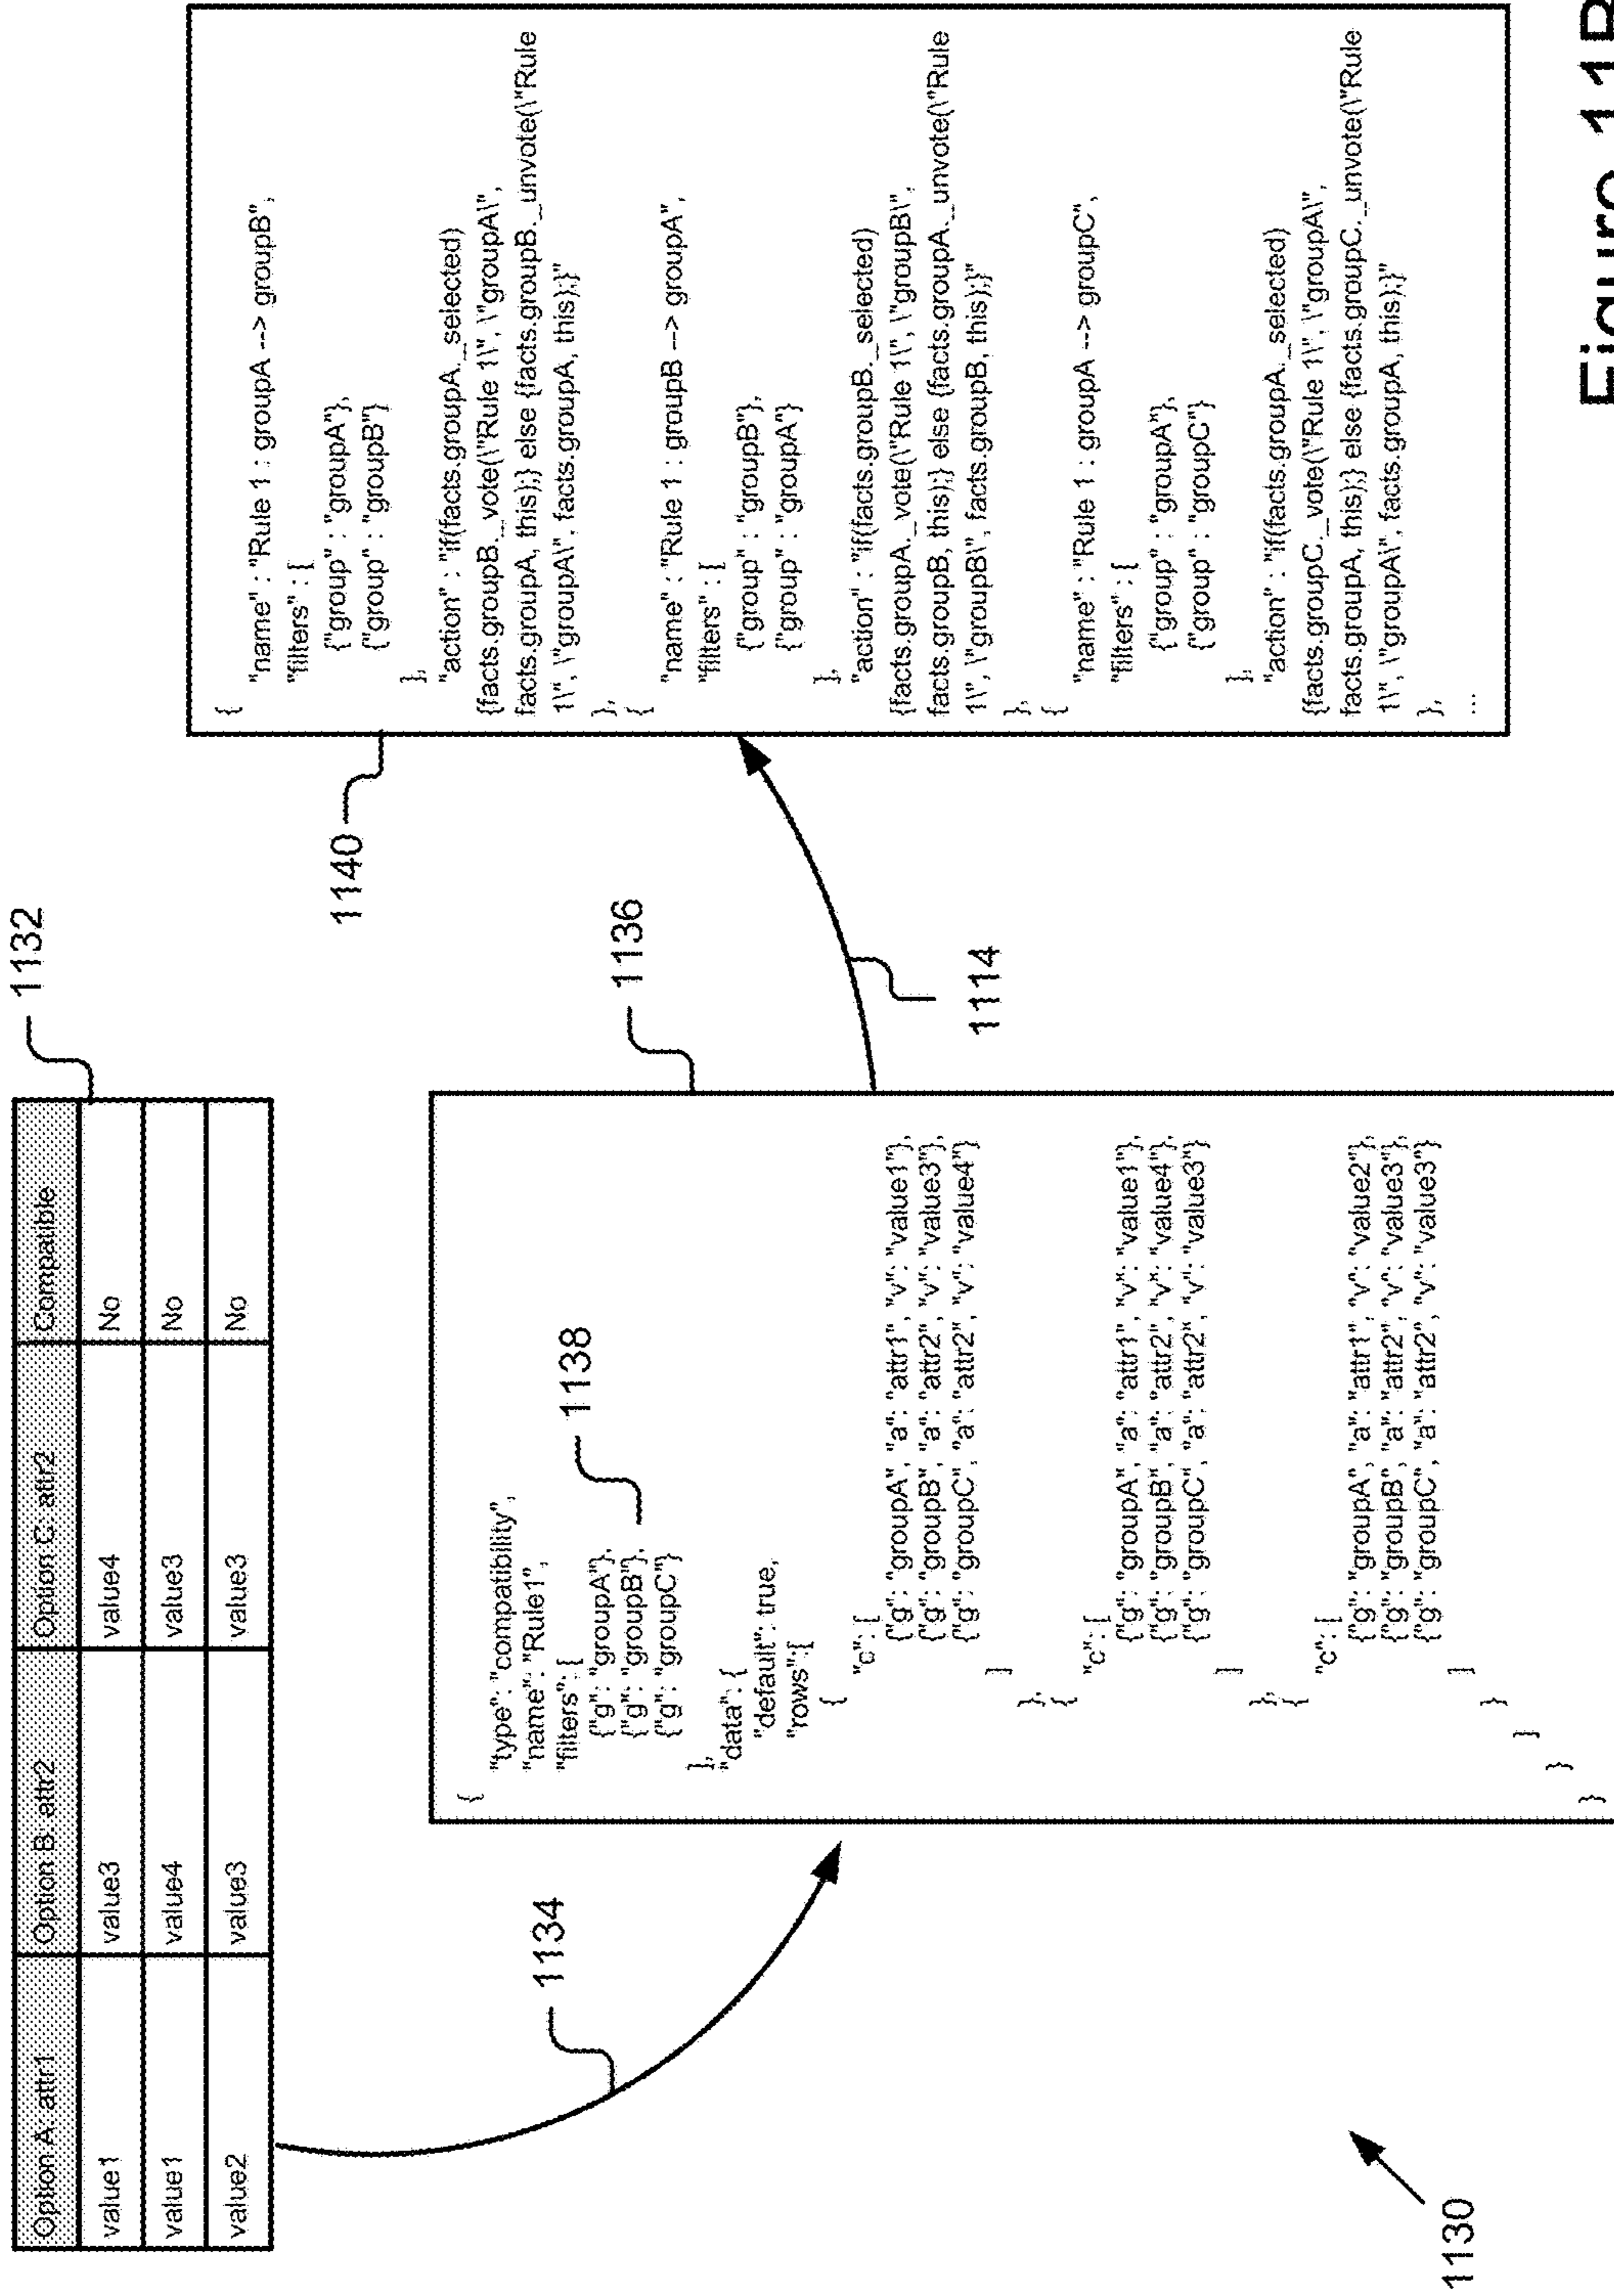 Option A: attr1 Option B: attr2 Option C: attr2 Compatible
value1 value3 value4 No
value1 value4 value3 No
value2 value3 value3 No
1132
1134
1130
{
"type": "compatibility",
"name": "Rule1",
"filters": [
{"g": "groupA"},
{"g": "groupB"},
{"g": "groupC"}
],
"data": {
"default": true,
"rows":[
{
"c": [
{"g": "groupA", "a": "attr1", "v": "value1"},
{"g": "groupB", "a": "attr2", "v": "value3"},
{"g": "groupC", "a": "attr2", "v": "value4"}
]
},
{
"c": [
{"g": "groupA", "a": "attr1", "v": "value1"},
{"g": "groupB", "a": "attr2", "v": "value4"},
{"g": "groupC", "a": "attr2", "v": "value3"}
]
},
{
"c": [
{"g": "groupA", "a": "attr1", "v": "value2"},
{"g": "groupB", "a": "attr2", "v": "value3"},
{"g": "groupC", "a": "attr2", "v": "value3"}
]
}
]
}
}
1138
1136
1114
1140
{
"name" : "Rule 1 : groupA --> groupB",
"filters" : [
{"group" : "groupA"},
{"group" : "groupB"}
],
"action" : "if(facts.groupA._selected)
{facts.groupB._vote(\"Rule 1\", \"groupA\",
facts.groupA, this);} else {facts.groupB._unvote(\"Rule
1\", \"groupA\", facts.groupA, this);}"
},
{
"name" : "Rule 1 : groupB --> groupA",
"filters" : [
{"group" : "groupB"},
{"group" : "groupA"}
],
"action" : "if(facts.groupB._selected)
{facts.groupA._vote(\"Rule 1\", \"groupB\",
facts.groupB, this);} else {facts.groupA._unvote(\"Rule
1\", \"groupB\", facts.groupB, this);}"
},
{
"name" : "Rule 1 : groupA --> groupC",
"filters" : [
{"group" : "groupA"},
{"group" : "groupC"}
],
"action" : "if(facts.groupA._selected)
{facts.groupC._vote(\"Rule 1\", \"groupA\",
facts.groupA, this);} else {facts.groupC._unvote(\"Rule
1\", \"groupA\", facts.groupA, this);}"
},
...
Figure 11B